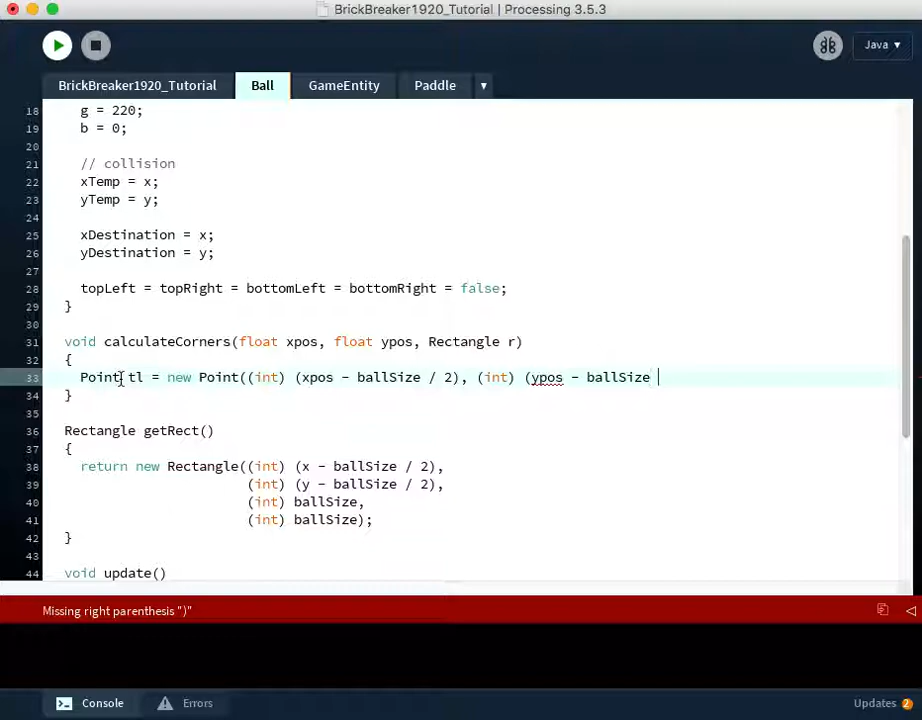 BrickBreaker1920_Tutorial | Processing 3.5.3
Java ▾
BrickBreaker1920_Tutorial Ball GameEntity Paddle ▾
18 g = 220;
19 b = 0;
20
21 // collision
22 xTemp = x;
23 yTemp = y;
24
25 xDestination = x;
26 yDestination = y;
27
28 topLeft = topRight = bottomLeft = bottomRight = false;
29 }
30
31 void calculateCorners(float xpos, float ypos, Rectangle r)
32 {
33 Point tl = new Point((int) (xpos - ballSize / 2), (int) (ypos - ballSize
34 }
35
36 Rectangle getRect()
37 {
38 return new Rectangle((int) (x - ballSize / 2),
39 (int) (y - ballSize / 2),
40 (int) ballSize,
41 (int) ballSize);
42 }
43
44 void update()
Missing right parenthesis ")"
Console Errors Updates 2